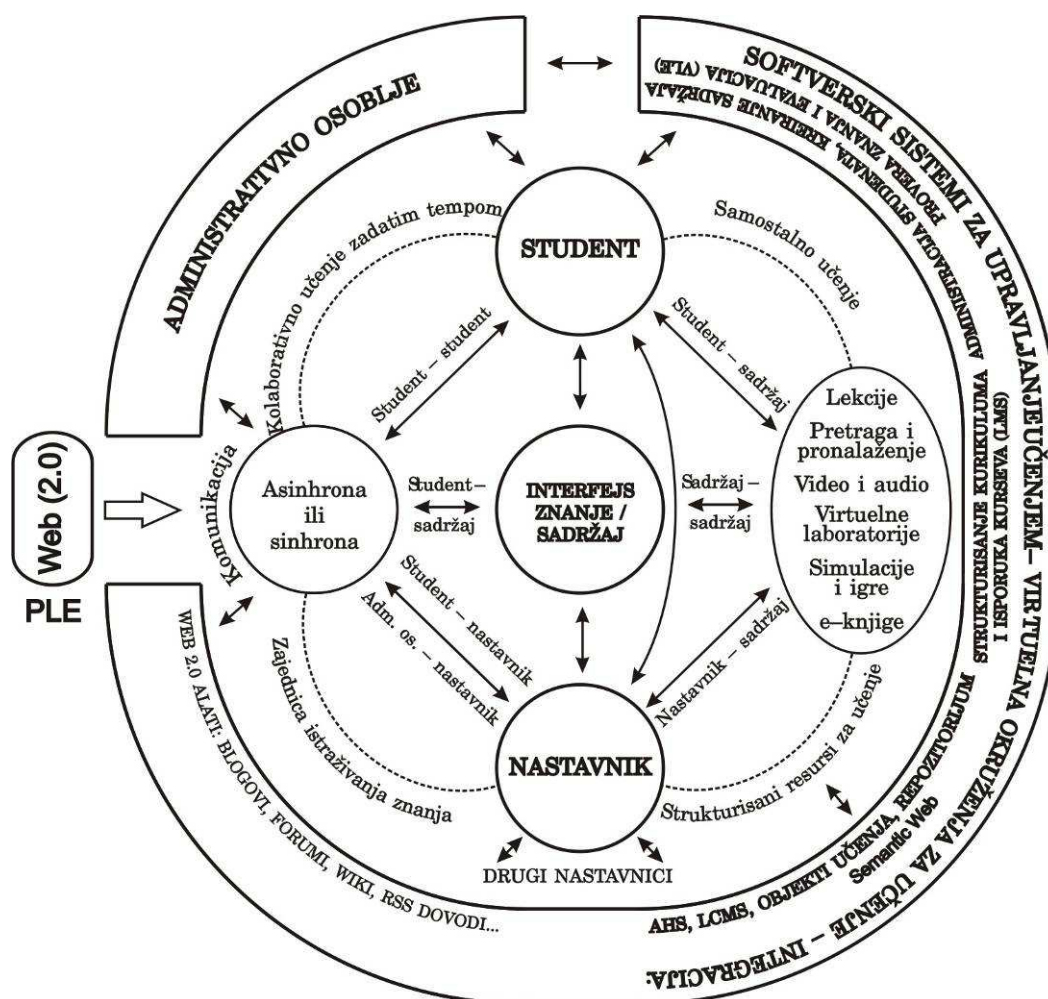 ADMINISTRATIVNO OSOBLJE
SOFTVERSKI SISTEMI ZA UPRAVLJANJEUČENJEM– VIRTUELNA OKRUŽENJA ZA UČENJE – INTEGRACIJA:
ADMINISTRACIJA STUDENATA, KREIRANJE SADRŽAJA
PROVERA ZNANJA I EVALUACIJA (VLE)
STRUKTURISANJE KURIKULUMA
I ISPORUKA KURSEVA (LMS)
AHS, LCMS, OBJEKTI UČENJA, REPOZITORIJUM
Semantic Web
STUDENT
Kolaborativno učenje zadatim tempom
Samostalno učenje
Student – student
Student – sadržaj
Komunikacija
Web (2.0)
PLE
Asinhrona
ili
sinhrona
Student–
sadržaj
INTERFEJS
ZNANJE /
SADRŽAJ
Sadržaj –
sadržaj
Lekcije
Pretraga i
pronalaženje
Video i audio
Virtuelne
laboratorije
Simulacije
i igre
e–knjige
Student – nastavnik
Adm. os. – nastavnik
Nastavnik – sadržaj
Zajednica istraživanja znanja
NASTAVNIK
Strukturisani resursi za učenje
DRUGI NASTAVNICI
WEB 2.0 ALATI: BLOGOVI, FORUMI, WIKI, RSS DOVODI...